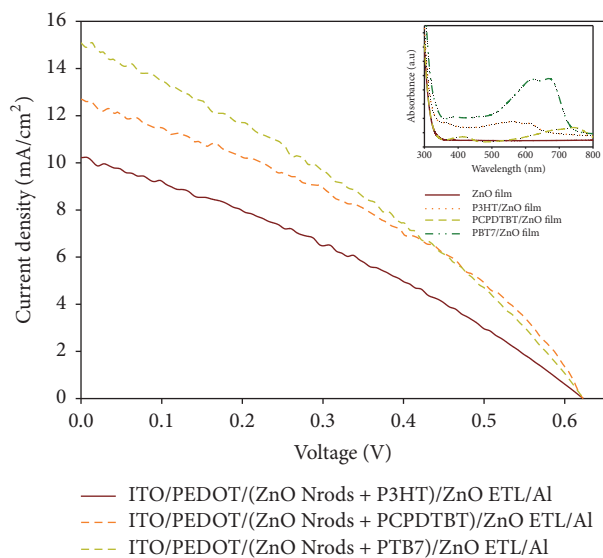 16
14
12
10
8
6
4
2
0
Current density (mA/cm²)
0.0 0.1 0.2 0.3 0.4 0.5 0.6
Voltage (V)
Absorbance (a.u)
300 400 500 600 700 800
Wavelength (nm)
ZnO film
P3HT/ZnO film
PCPDTBT/ZnO film
PBT7/ZnO film
ITO/PEDOT/(ZnO Nrods + P3HT)/ZnO ETL/Al
ITO/PEDOT/(ZnO Nrods + PCPDTBT)/ZnO ETL/Al
ITO/PEDOT/(ZnO Nrods + PTB7)/ZnO ETL/Al